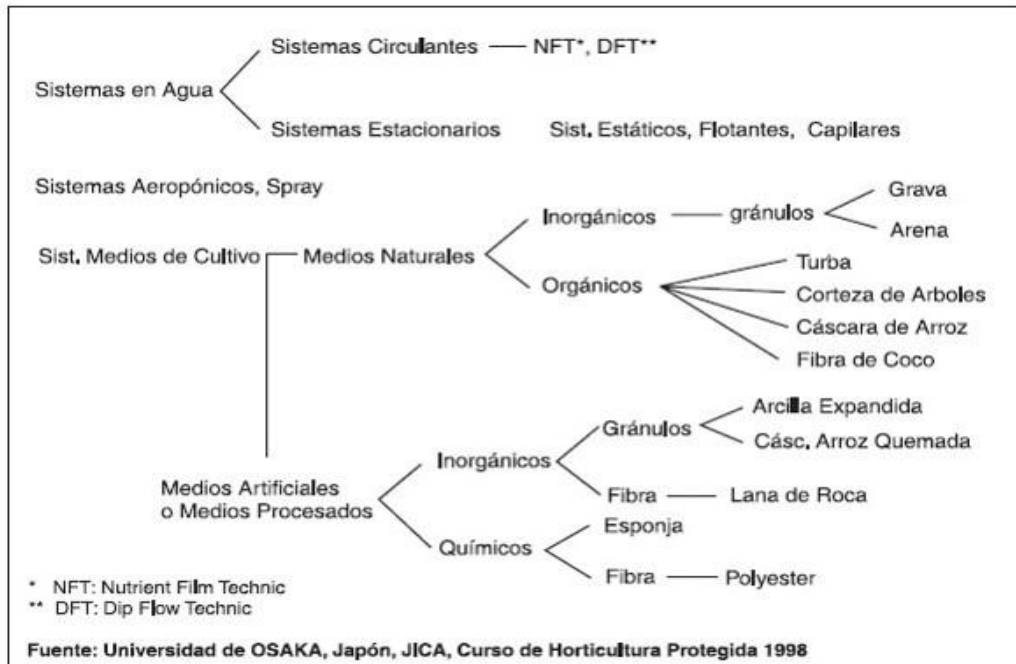 Sistemas Circulantes NFT*, DFT**
Sistemas en Agua
Sistemas Estacionarios Sist. Estáticos, Flotantes, Capilares
Sistemas Aeropónicos, Spray
Grava
Inorgánicos gránulos
Arena
Sist. Medios de Cultivo Medios Naturales
Turba
Orgánicos
Corteza de Arboles
Cáscara de Arroz
Fibra de Coco
Arcilla Expandida
Gránulos
Cásc. Arroz Quemada
Inorgánicos
Medios Artificiales
o Medios Procesados
Fibra Lana de Roca
Esponja
Químicos
Fibra Polyester
* NFT: Nutrient Film Technic
** DFT: Dip Flow Technic
Fuente: Universidad de OSAKA, Japón, JICA, Curso de Horticultura Protegida 1998